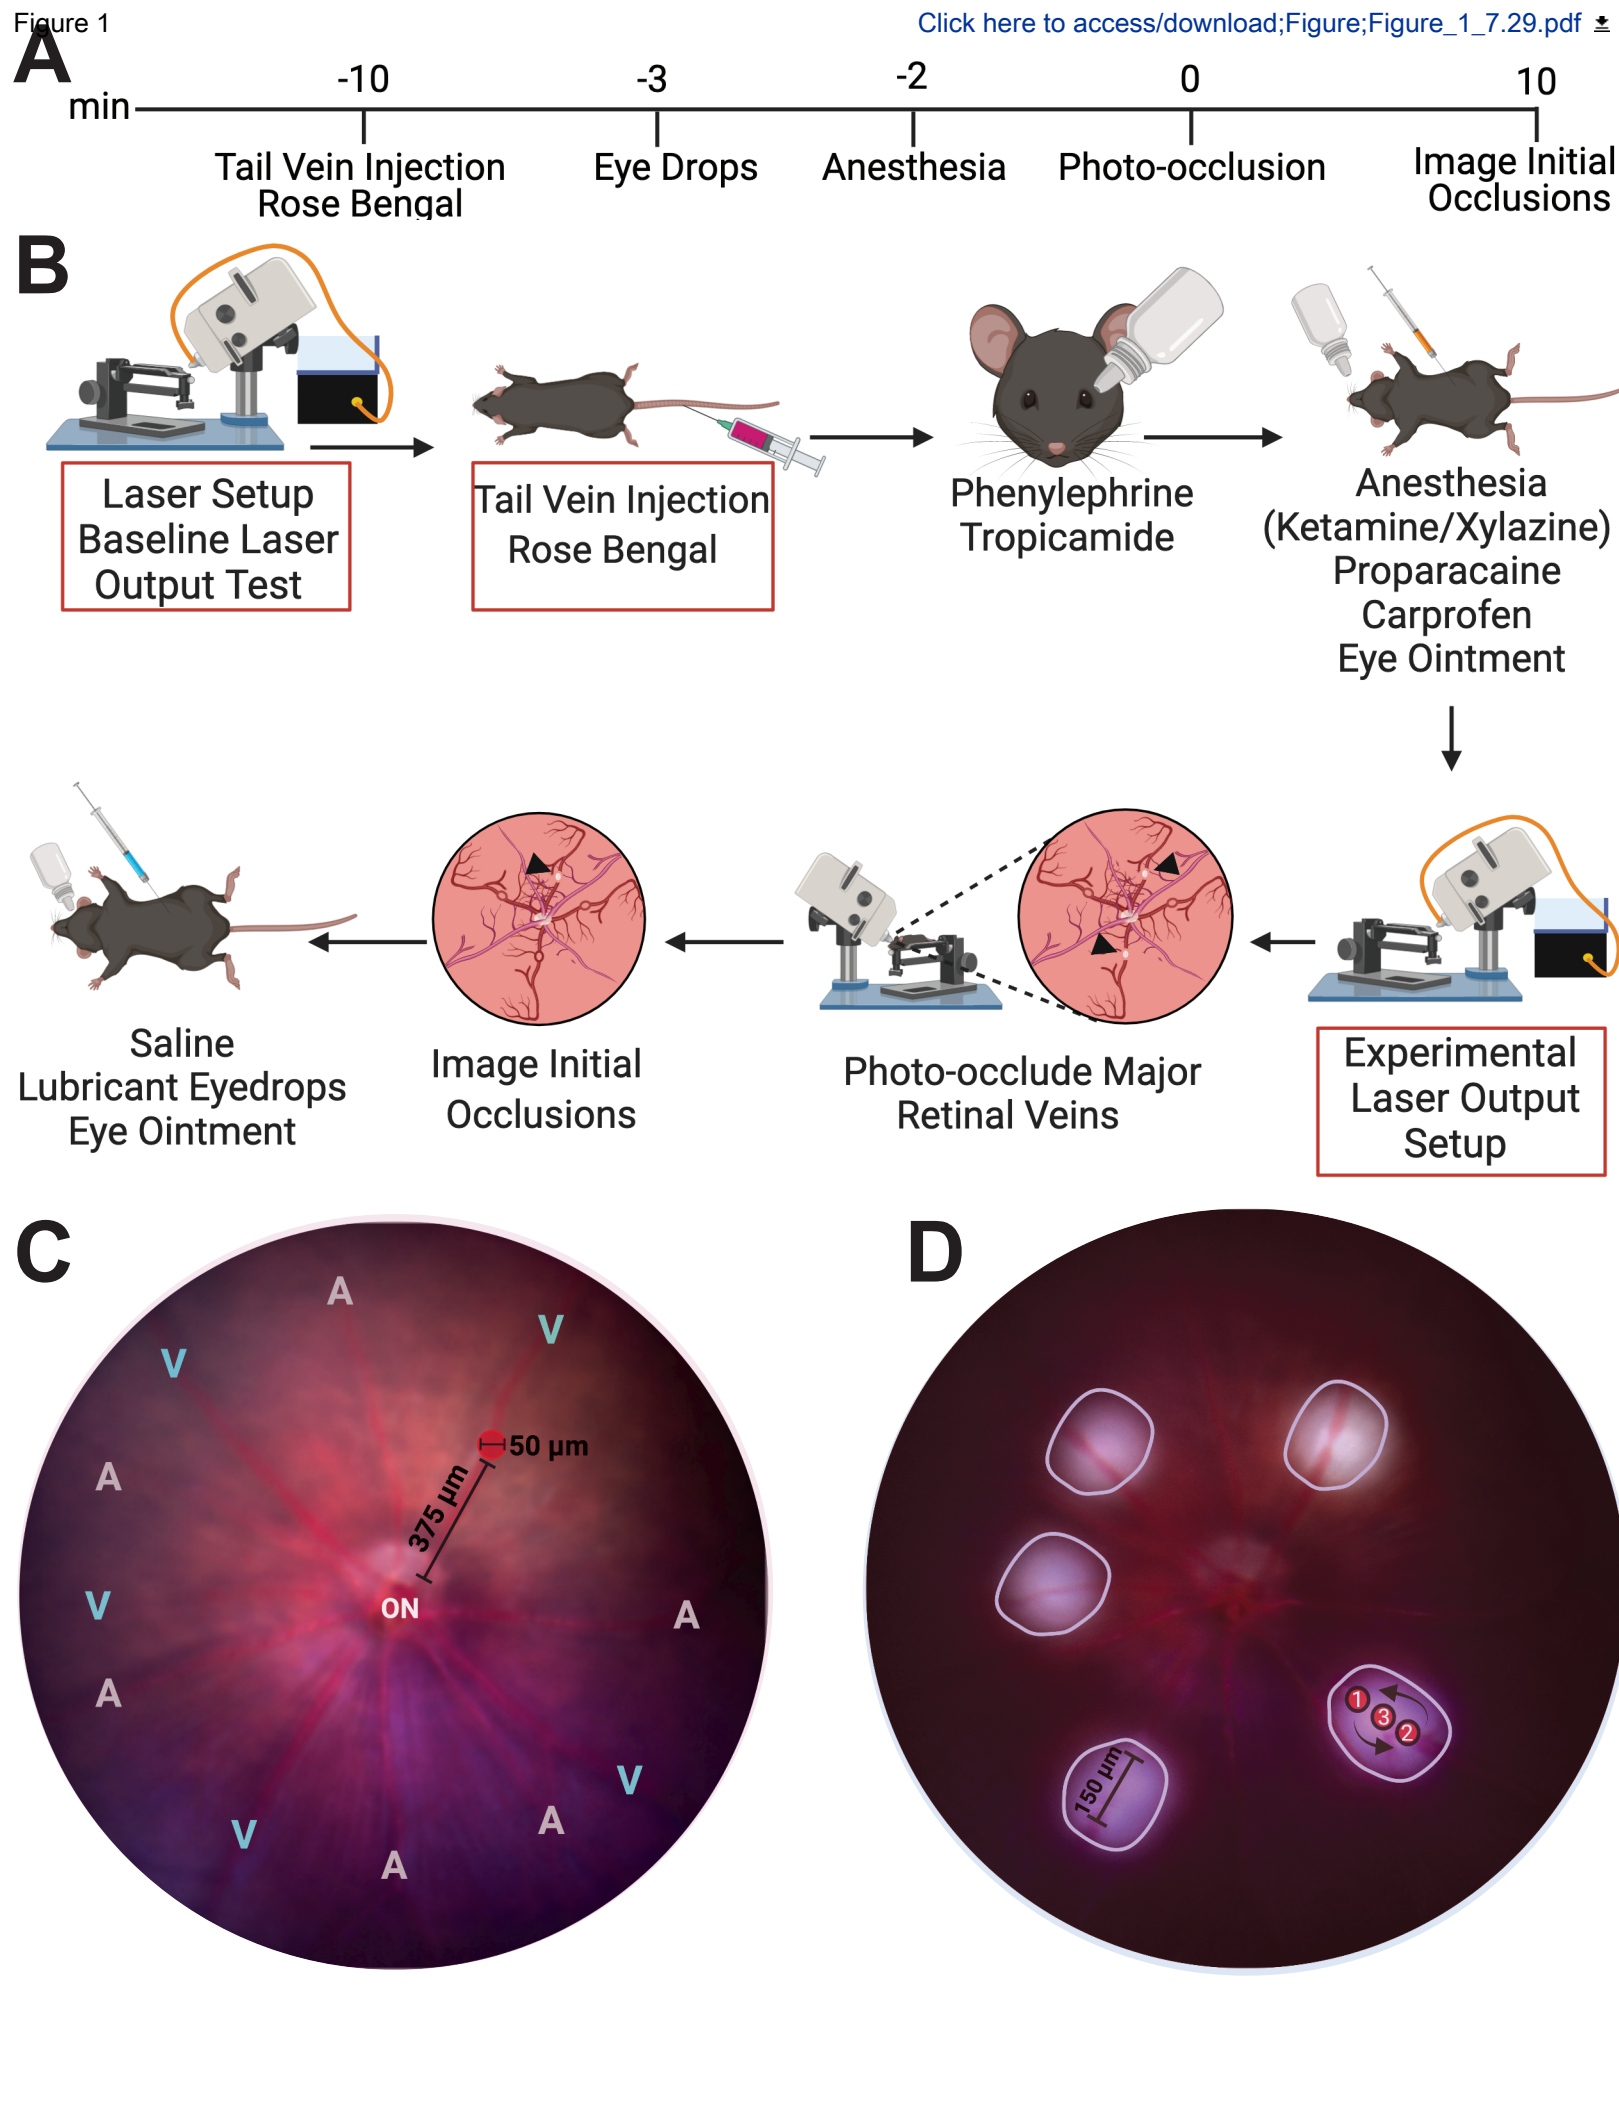 Figure 1
Click here to access/download;Figure;Figure_1_7.29.pdf
A
-10 -3 -2 0 10
min
Tail Vein Injection
Rose Bengal
Eye Drops
Anesthesia
Photo-occlusion
Image Initial
Occlusions
B
Laser Setup
Baseline Laser
Output Test
Tail Vein Injection
Rose Bengal
Phenylephrine
Tropicamide
Anesthesia
(Ketamine/Xylazine)
Proparacaine
Carprofen
Eye Ointment
Experimental
Laser Output
Setup
Photo-occlude Major
Retinal Veins
Image Initial
Occlusions
Saline
Lubricant Eyedrops
Eye Ointment
C
A
V
V
50 µm
A
375 µm
V
ON
A
A
V
A
V
A
D
1
3
2
150 µm